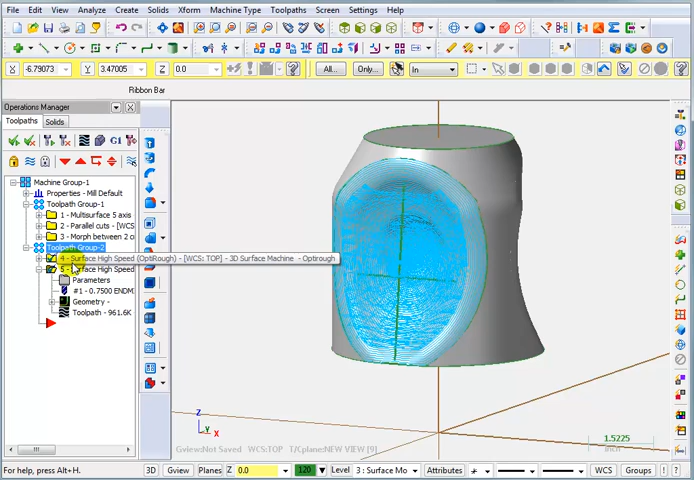 File Edit View Analyze Create Solids Xform Machine Type Toolpaths Screen Settings Help
X -6.79073 Y 3.47005 Z 0.0 All... Only... In
Ribbon Bar
Operations Manager
Toolpaths Solids
G1
Machine Group-1
Properties - Mill Default
Toolpath Group-1
1 - Multisurface 5 axis
2 - Parallel cuts - [WCS:
3 - Morph between 2 o
Toolpath Group-2
4 - Surface High Speed (OptiRough) - [WCS: TOP] - 3D Surface Machine - Optirough
5 - Surface High Speed
Parameters
#1 - 0.7500 ENDM
Geometry -
Toolpath - 961.6K
Z
Y X
Gview:Not Saved WCS:TOP T/Cplane:NEW VIEW [9]
1.5225
Inch
For help, press Alt+H. 3D Gview Planes Z 0.0 120 Level 3 : Surface Mo Attributes WCS Groups ! ?